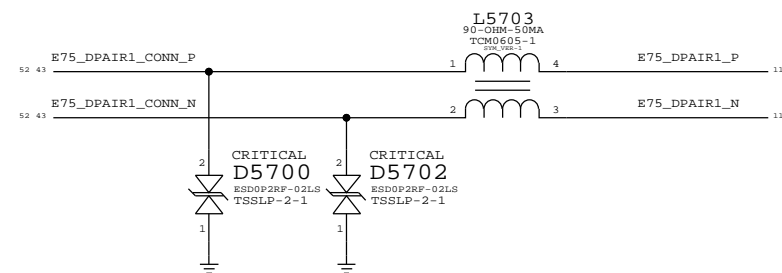 L5703
90-OHM-50MA
TCM0605-1
SYM_VER-1
E75_DPAIR1_CONN_P
E75_DPAIR1_P
52 43
1
4
11
E75_DPAIR1_CONN_N
E75_DPAIR1_N
52 43
2
3
11
CRITICAL
D5700
ESD0P2RF-02LS
TSSLP-2-1
2
1
CRITICAL
D5702
ESD0P2RF-02LS
TSSLP-2-1
2
1